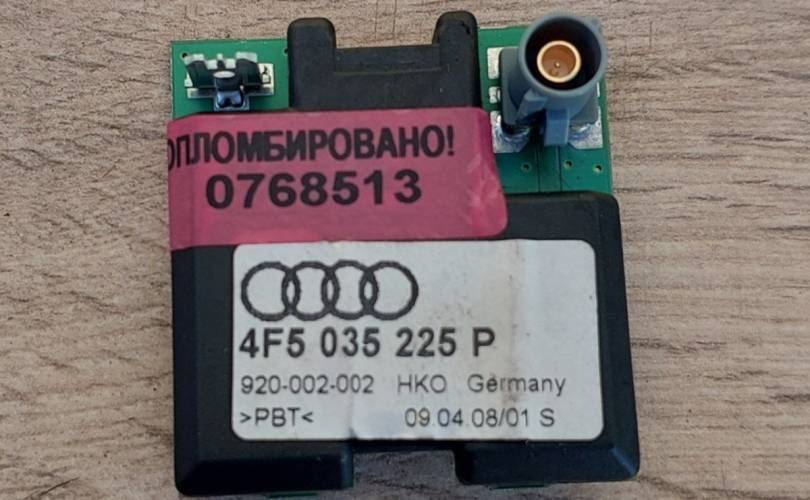 ОПЛОМБИРОВАНО!
0768513
4F5 035 225 P
920-002-002 HKO Germany
>PBT< 09.04.08/01 S